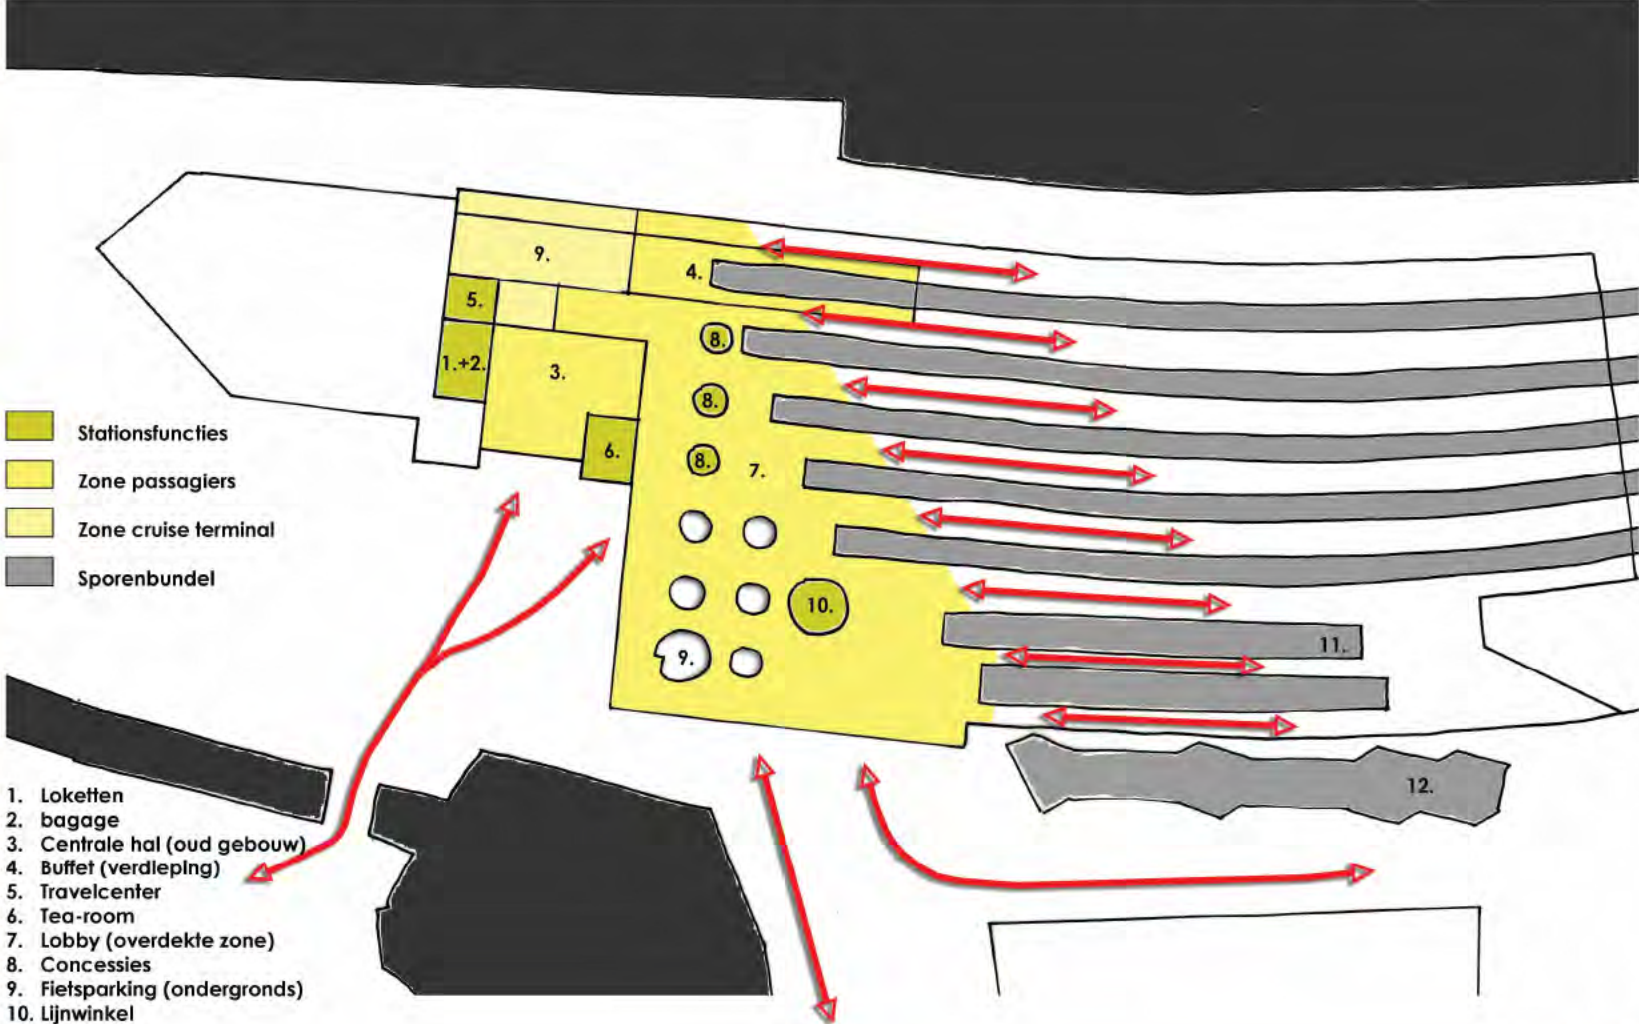 9.
4.
5.
8.
1.+2.
3.
8.
6.
8.
7.
10.
9.
11.
12.
Stationsfuncties
Zone passagiers
Zone cruise terminal
Sporenbundel
1. Loketten
2. bagage
3. Centrale hal (oud gebouw)
4. Buffet (verdieping)
5. Travelcenter
6. Tea-room
7. Lobby (overdekte zone)
8. Concessies
9. Fietsparking (ondergronds)
10. Lijnwinkel